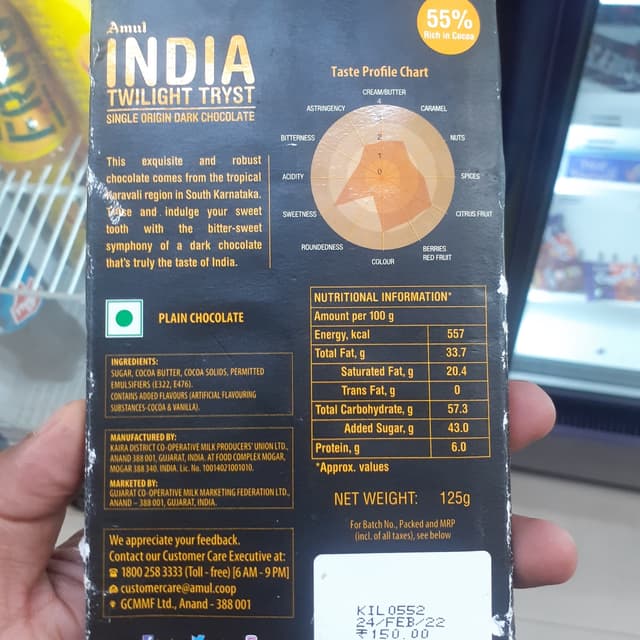 Amul
INDIA
TWILIGHT TRYST
SINGLE ORIGIN DARK CHOCOLATE
This exquisite and robust
chocolate comes from the tropical
region in South Karnataka.
and indulge your sweet
tooth with the bitter-sweet
symphony of a dark chocolate
that's truly the taste of India.
55%
Rich in Cocoa
Taste Profile Chart
CREAM/BUTTER
ASTRINGENCY
CARAMEL
BITTERNESS
NUTS
ACIDITY
SPICES
SWEETNESS
CITRUS FRUIT
ROUNDEDNESS
BERRIES
RED FRUIT
COLOUR
4
3
2
1
0
PLAIN CHOCOLATE
INGREDIENTS:
SUGAR, COCOA BUTTER, COCOA SOLIDS, PERMITTED
EMULSIFIERS (E322, E476).
CONTAINS ADDED FLAVOURS (ARTIFICIAL FLAVOURING
SUBSTANCES-COCOA & VANILLA).
MANUFACTURED BY:
KAIRA DISTRICT CO-OPERATIVE MILK PRODUCERS' UNION LTD.,
ANAND 388 001, GUJARAT, INDIA. AT FOOD COMPLEX MOGAR,
MOGAR 388 340. INDIA. Lic. No. 10014021001010.
MARKETED BY:
GUJARAT CO-OPERATIVE MILK MARKETING FEDERATION LTD.,
ANAND – 388 001, GUJARAT, INDIA.
We appreciate your feedback.
Contact our Customer Care Executive at:
1800 258 3333 (Toll - free) [6 AM - 9 PM]
customercare@amul.coop
GCMMF Ltd., Anand - 388 001
NUTRITIONAL INFORMATION*
Amount per 100 g
Energy, kcal 557
Total Fat, g 33.7
Saturated Fat, g 20.4
Trans Fat, g 0
Total Carbohydrate, g 57.3
Added Sugar, g 43.0
Protein, g 6.0
*Approx. values
NET WEIGHT: 125g
For Batch No., Packed and MRP
(incl. of all taxes), see below
KIL0552
24/FEB/22
₹150.00